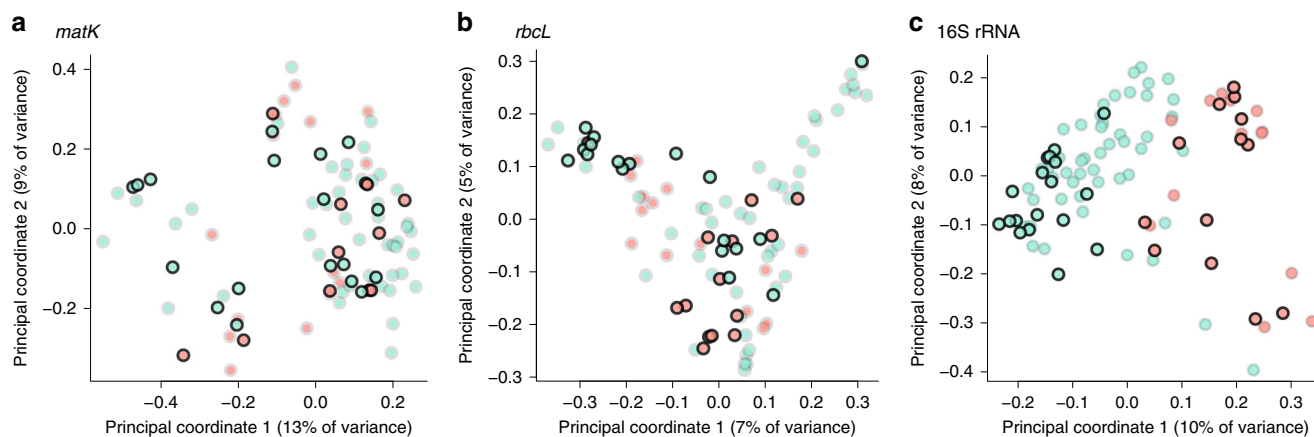 a
matK
0.4
0.2
0.0
−0.2
−0.4
−0.2
0.0
0.2
Principal coordinate 2 (9% of variance)
Principal coordinate 1 (13% of variance)
b
rbcL
0.3
0.2
0.1
0.0
−0.1
−0.2
−0.3
−0.3
−0.2
−0.1
0.0
0.1
0.2
0.3
Principal coordinate 2 (5% of variance)
Principal coordinate 1 (7% of variance)
c
16S rRNA
0.2
0.1
0.0
−0.1
−0.2
−0.3
−0.4
−0.2
−0.1
0.0
0.1
0.2
0.3
Principal coordinate 2 (8% of variance)
Principal coordinate 1 (10% of variance)